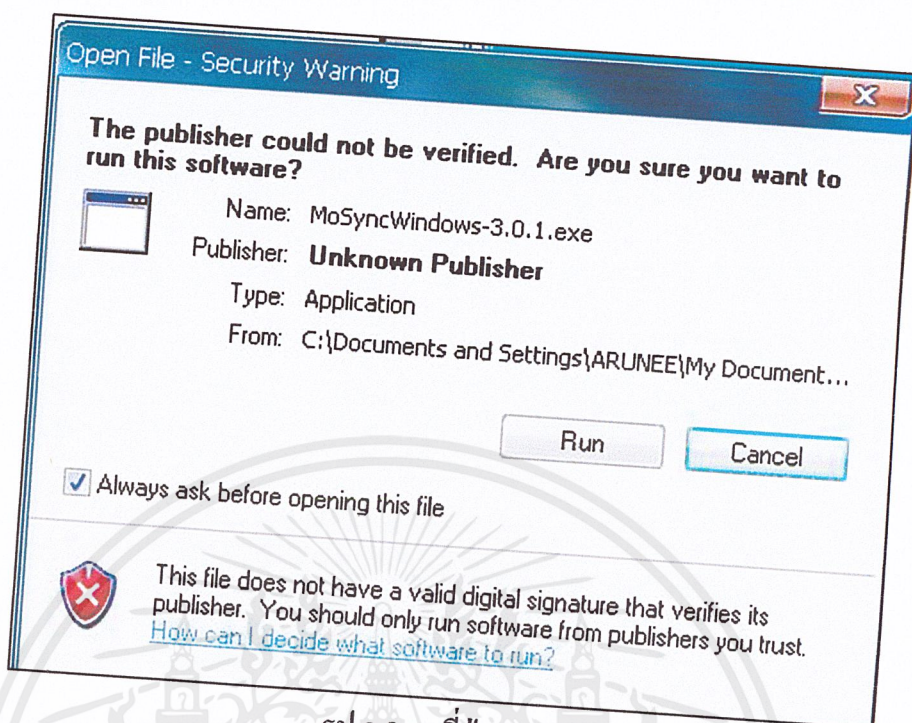 Open File - Security Warning
The publisher could not be verified. Are you sure you want to
run this software?
Name: MoSyncWindows-3.0.1.exe
Publisher: Unknown Publisher
Type: Application
From: C:\Documents and Settings\ARUNEE\My Document...
Run
Cancel
Always ask before opening this file
This file does not have a valid digital signature that verifies its
publisher. You should only run software from publishers you trust.
How can I decide what software to run?